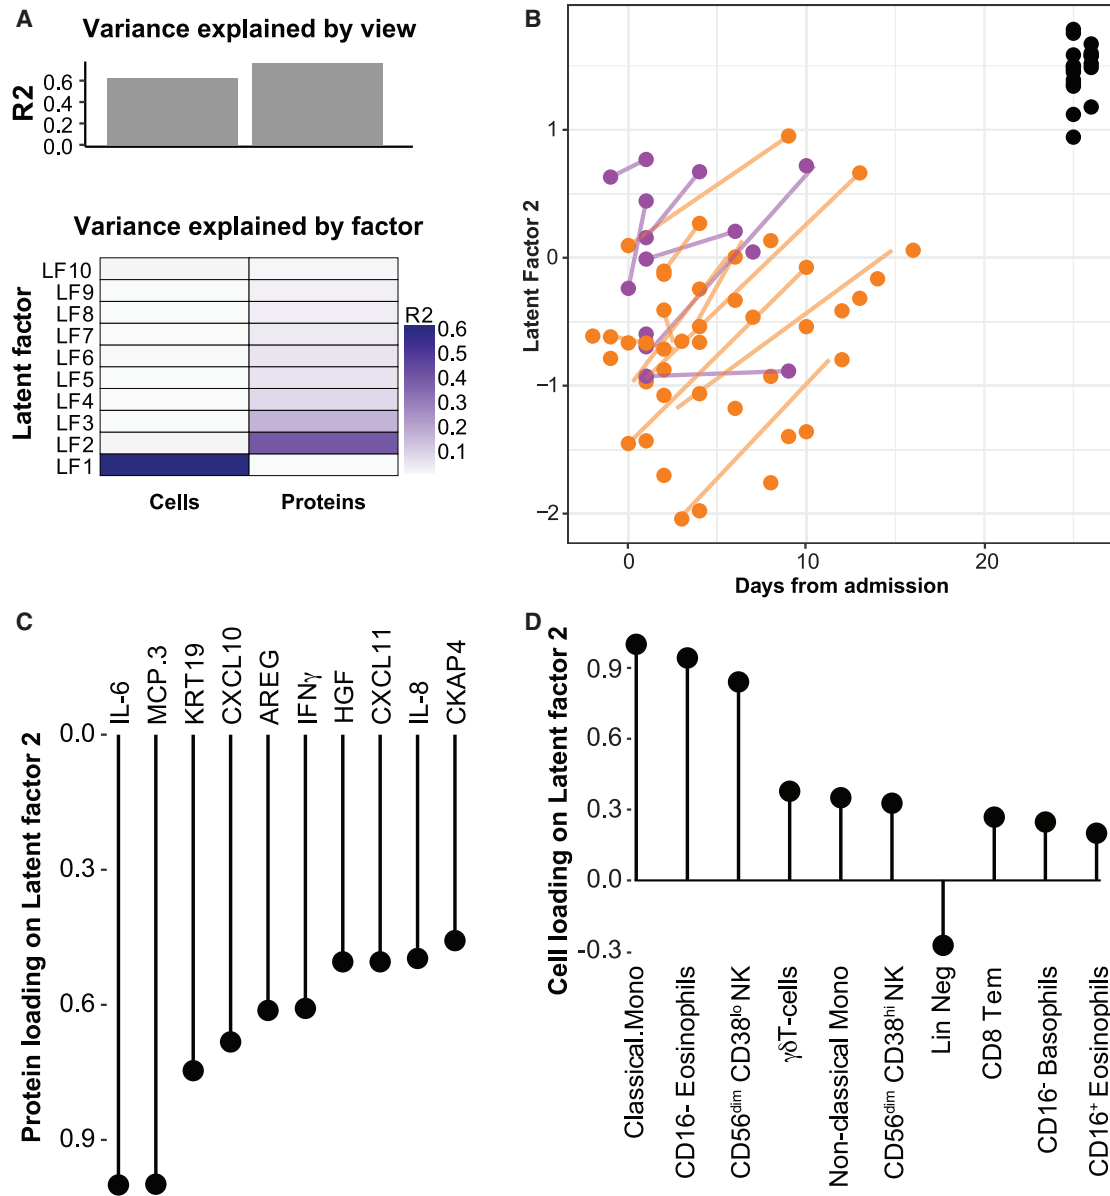 A
Variance explained by view
R2
0.6
0.4
0.2
0.0
Variance explained by factor
Latent factor
LF10
LF9
LF8
LF7
LF6
LF5
LF4
LF3
LF2
LF1
Cells
Proteins
R2
0.6
0.5
0.4
0.3
0.2
0.1
B
Latent Factor 2
1
0
−1
−2
0
10
20
Days from admission
C
IL-6
MCP.3
KRT19
CXCL10
AREG
IFNγ
HGF
CXCL11
IL-8
CKAP4
Protein loading on Latent factor 2
0.0
0.3
0.6
0.9
D
Cell loading on Latent factor 2
0.9
0.6
0.3
0.0
-0.3
Classical.Mono
CD16- Eosinophils
CD56ᵈⁱᵐ CD38ˡᵒ NK
γδT-cells
Non-classical Mono
CD56ᵈⁱᵐ CD38ʰⁱ NK
Lin Neg
CD8 Tem
CD16⁻ Basophils
CD16⁺ Eosinophils